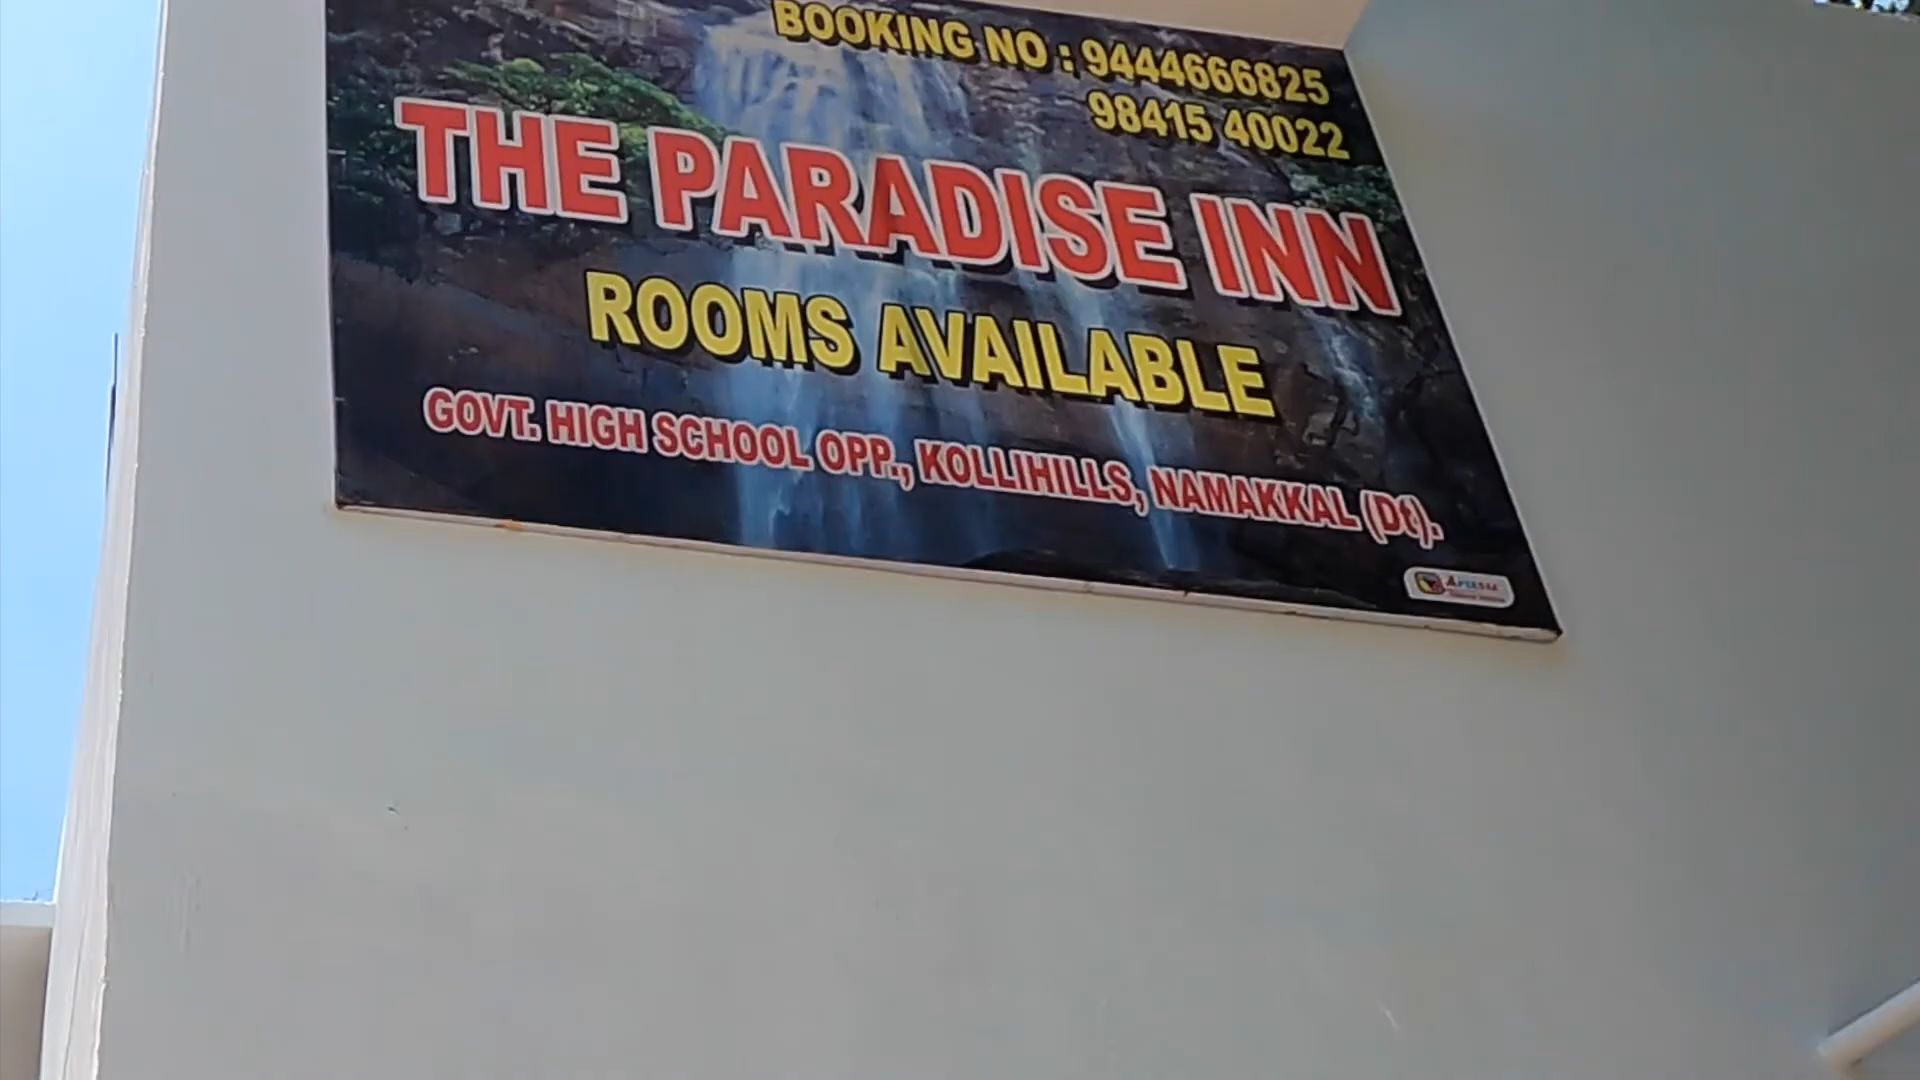 BOOKING NO : 9444666825
98415 40022
THE PARADISE INN
ROOMS AVAILABLE
GOVT. HIGH SCHOOL OPP., KOLLIHILLS, NAMAKKAL (Dt).